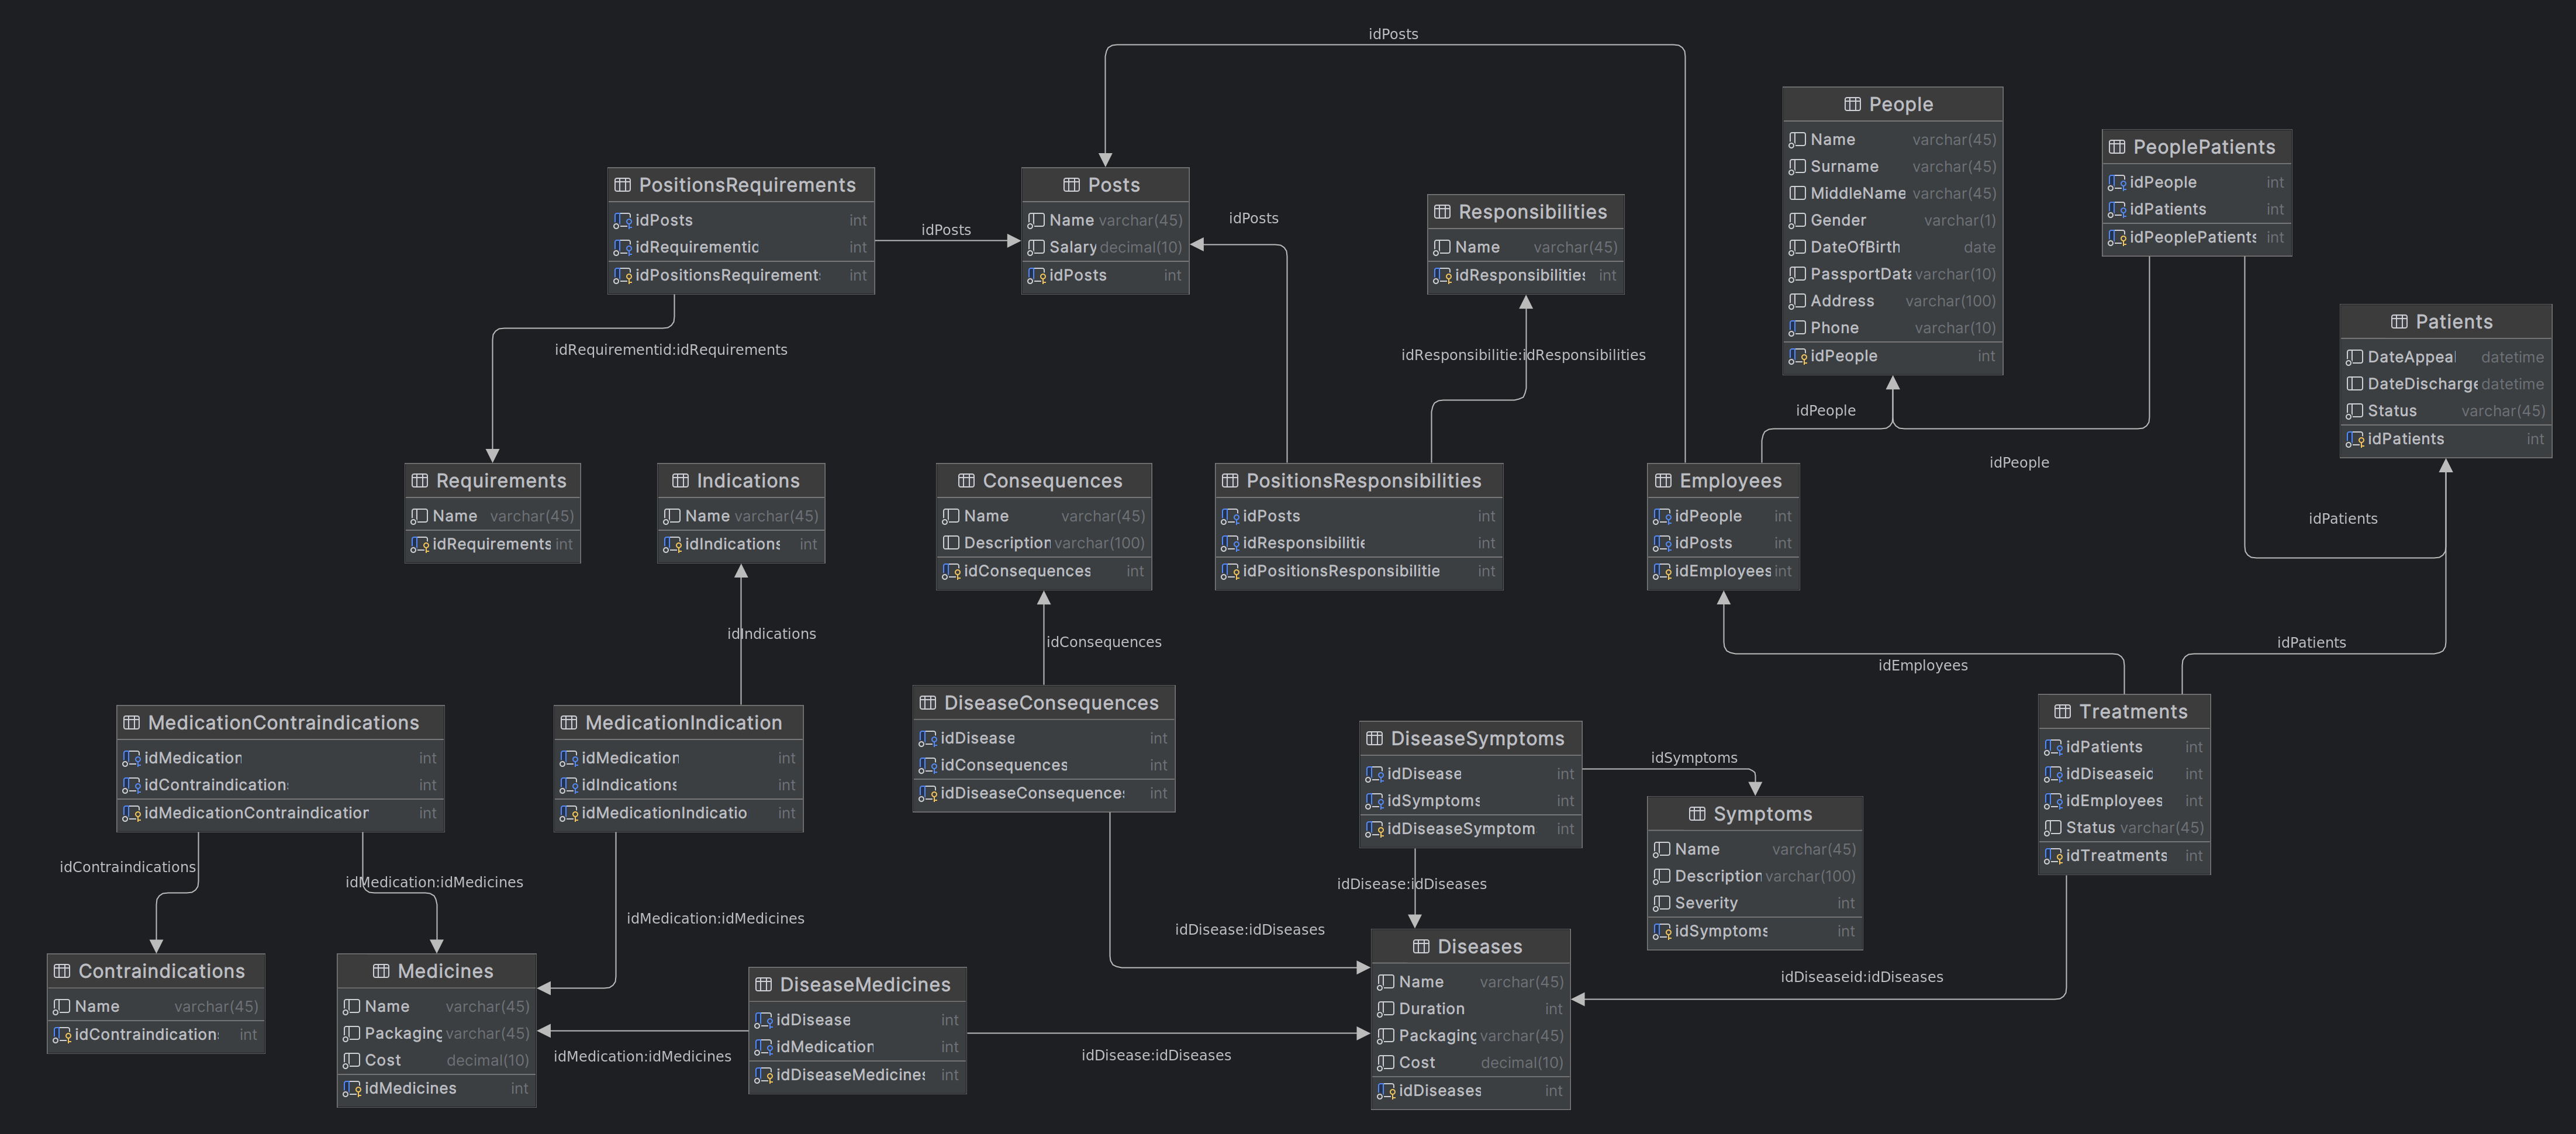 idPosts
People
Name varchar(45)
Surname varchar(45)
MiddleName varchar(45)
Gender varchar(1)
DateOfBirth date
PassportData varchar(10)
Address varchar(100)
Phone varchar(10)
idPeople int
PeoplePatients
idPeople int
idPatients int
idPeoplePatients int
PositionsRequirements
idPosts int
idRequirementic int
idPositionsRequirement int
idPosts
Posts
Name varchar(45)
Salary decimal(10)
idPosts int
idPosts
Responsibilities
Name varchar(45)
idResponsibilities int
Patients
DateAppeal datetime
DateDischarge datetime
Status varchar(45)
idPatients int
idRequirementid:idRequirements
idResponsibilitie:idResponsibilities
idPeople
idPeople
idPatients
Requirements
Name varchar(45)
idRequirements int
Indications
Name varchar(45)
idIndications int
Consequences
Name varchar(45)
Description varchar(100)
idConsequences int
PositionsResponsibilities
idPosts int
idResponsibilitie int
idPositionsResponsibilitie int
Employees
idPeople int
idPosts int
idEmployees int
idIndications
idConsequences
idEmployees
idPatients
MedicationContraindications
idMedication int
idContraindications int
idMedicationContraindication int
MedicationIndication
idMedication int
idIndications int
idMedicationIndicatio int
DiseaseConsequences
idDisease int
idConsequences int
idDiseaseConsequences int
DiseaseSymptoms
idDisease int
idSymptoms int
idDiseaseSymptom int
idSymptoms
Symptoms
Name varchar(45)
Description varchar(100)
Severity int
idSymptoms int
Treatments
idPatients int
idDiseaseic int
idEmployees int
Status varchar(45)
idTreatments int
idContraindications
idMedication:idMedicines
idMedication:idMedicines
idDisease:idDiseases
idDisease:idDiseases
idDiseaseid:idDiseases
Contraindications
Name varchar(45)
idContraindications int
Medicines
Name varchar(45)
Packaging varchar(45)
Cost decimal(10)
idMedicines int
idMedication:idMedicines
DiseaseMedicines
idDisease int
idMedication int
idDiseaseMedicines int
idDisease:idDiseases
Diseases
Name varchar(45)
Duration int
Packaging varchar(45)
Cost decimal(10)
idDiseases int